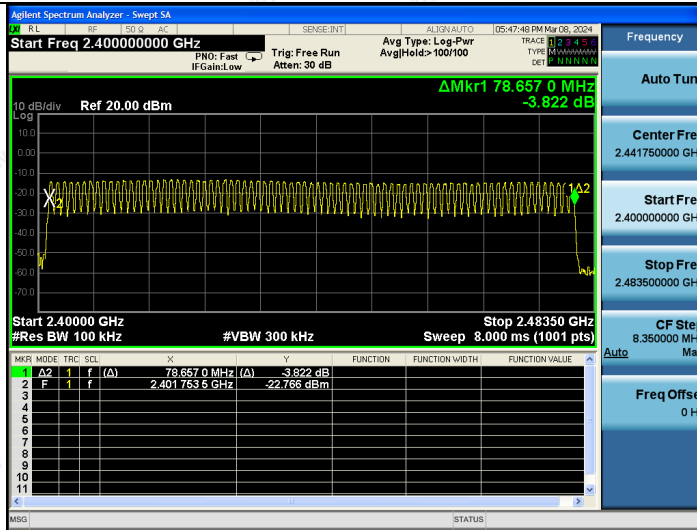 Agilent Spectrum Analyzer - Swept SA
LXI RL RF 50 Ω AC SENSE:INT ALIGN AUTO 05:47:48 PM Mar 08, 2024
Start Freq 2.400000000 GHz
PNO: Fast
IFGain:Low
Trig: Free Run
Atten: 30 dB
Avg Type: Log-Pwr
Avg|Hold:>100/100
TRACE 1 2 3 4 5 6
TYPE M
DET P N N N N N
ΔMkr1 78.657 0 MHz
-3.822 dB
10 dB/div Ref 20.00 dBm
Log
10.0
0.00
-10.0
-20.0
-30.0
-40.0
-50.0
-60.0
-70.0
X2
1Δ2
Start 2.40000 GHz
Stop 2.48350 GHz
#Res BW 100 kHz
#VBW 300 kHz
Sweep 8.000 ms (1001 pts)
MKR MODE TRC SCL X Y FUNCTION FUNCTION WIDTH FUNCTION VALUE
1 Δ2 1 f (Δ) 78.657 0 MHz (Δ) -3.822 dB
2 F 1 f 2.401 753 5 GHz -22.766 dBm
3
4
5
6
7
8
9
10
11
MSG
STATUS
Frequency
Auto Tun
Center Fre
2.441750000 GH
Start Fre
2.400000000 GH
Stop Fre
2.483500000 GH
CF Ste
8.350000 MH
Auto Ma
Freq Offse
0 H